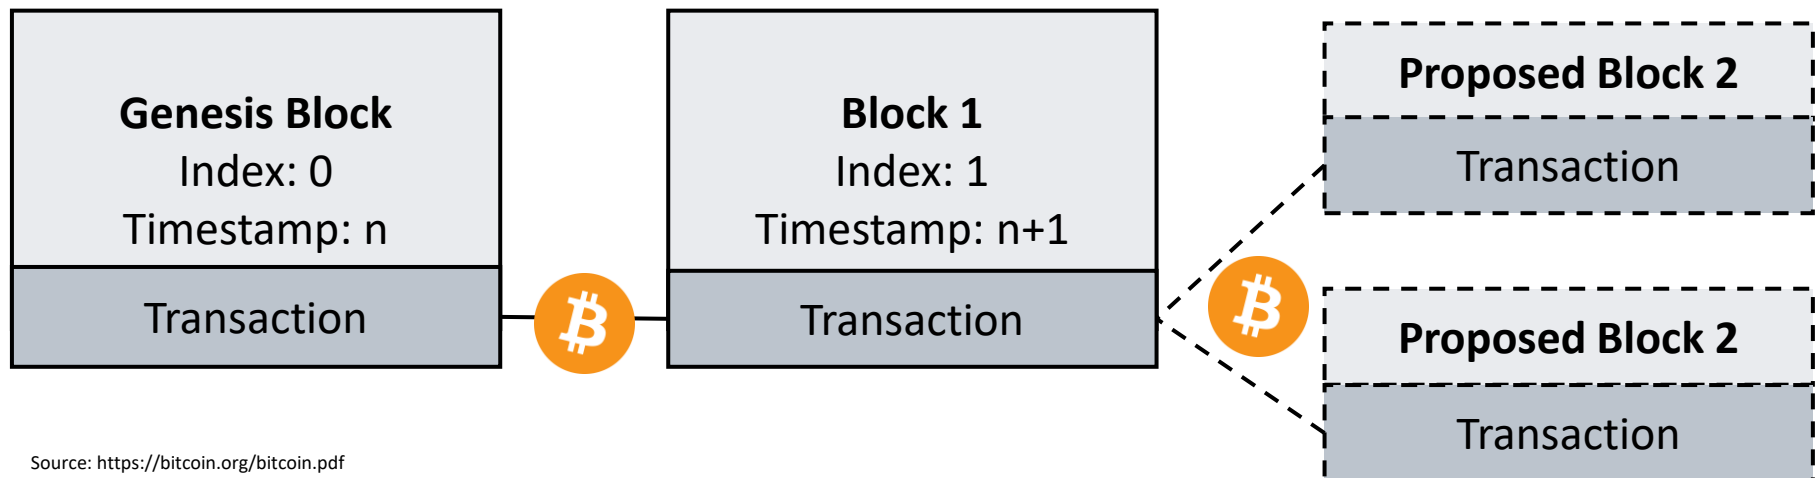 Genesis Block
Index: 0
Timestamp: n
Transaction
Block 1
Index: 1
Timestamp: n+1
Transaction
Proposed Block 2
Transaction
Proposed Block 2
Transaction
Source: https://bitcoin.org/bitcoin.pdf